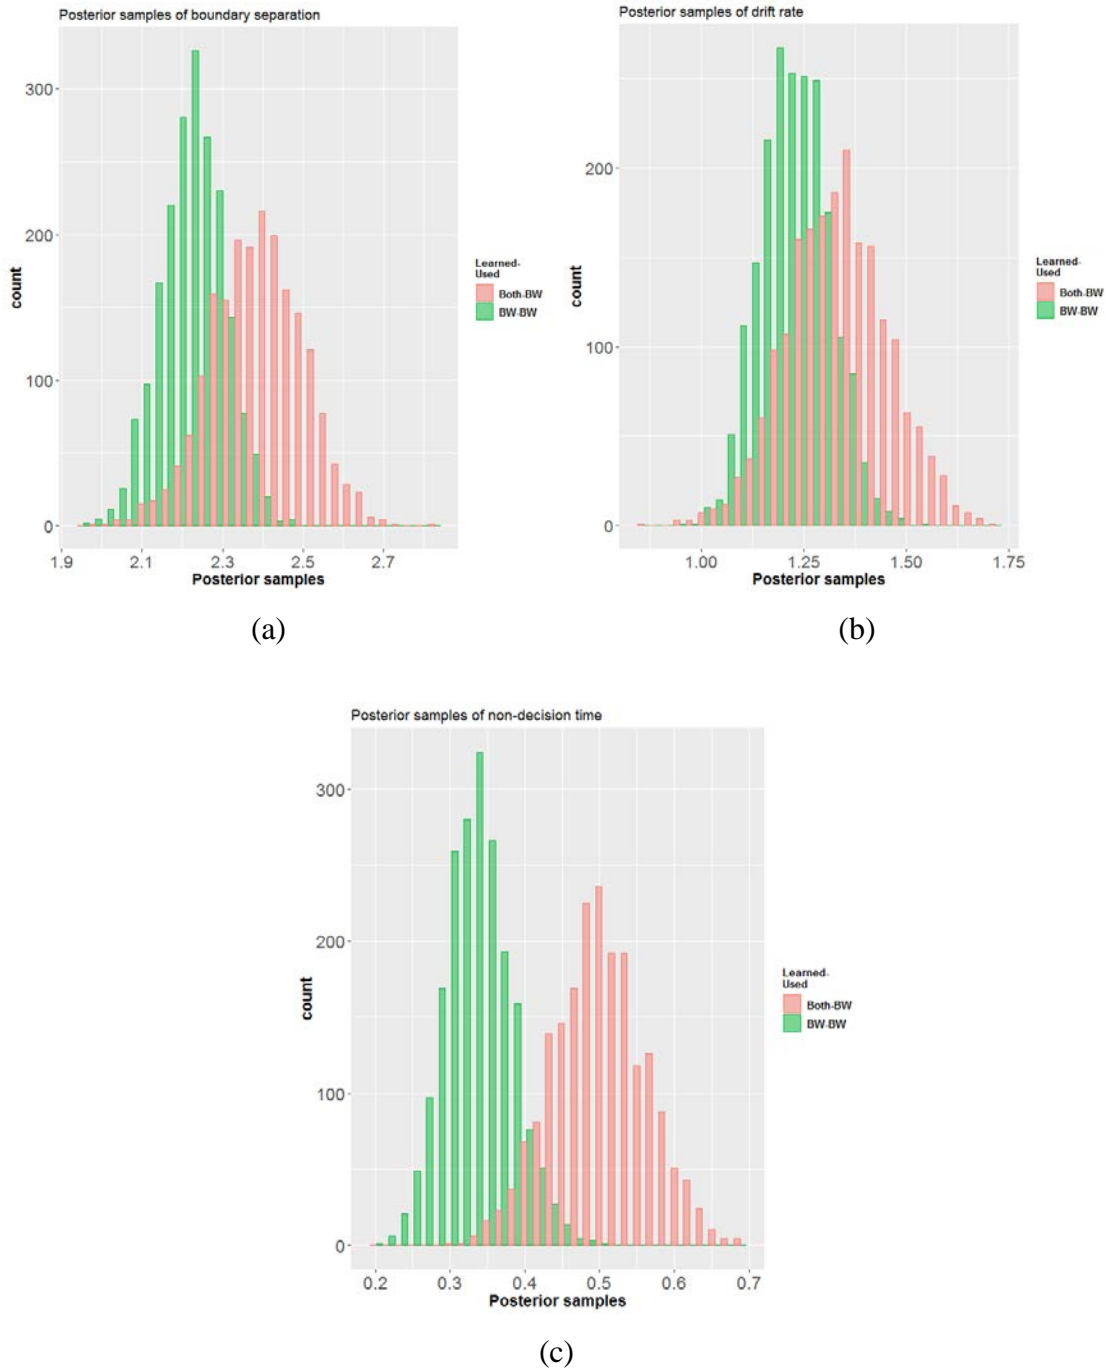 Posterior samples of boundary separation
300
200
100
0
count
1.9 2.1 2.3 2.5 2.7
Posterior samples
Learned-
Used
Both-BW
BW-BW
(a)
Posterior samples of drift rate
200
100
0
count
1.00 1.25 1.50 1.75
Posterior samples
Learned-
Used
Both-BW
BW-BW
(b)
Posterior samples of non-decision time
300
200
100
0
count
0.2 0.3 0.4 0.5 0.6 0.7
Posterior samples
Learned-
Used
Both-BW
BW-BW
(c)